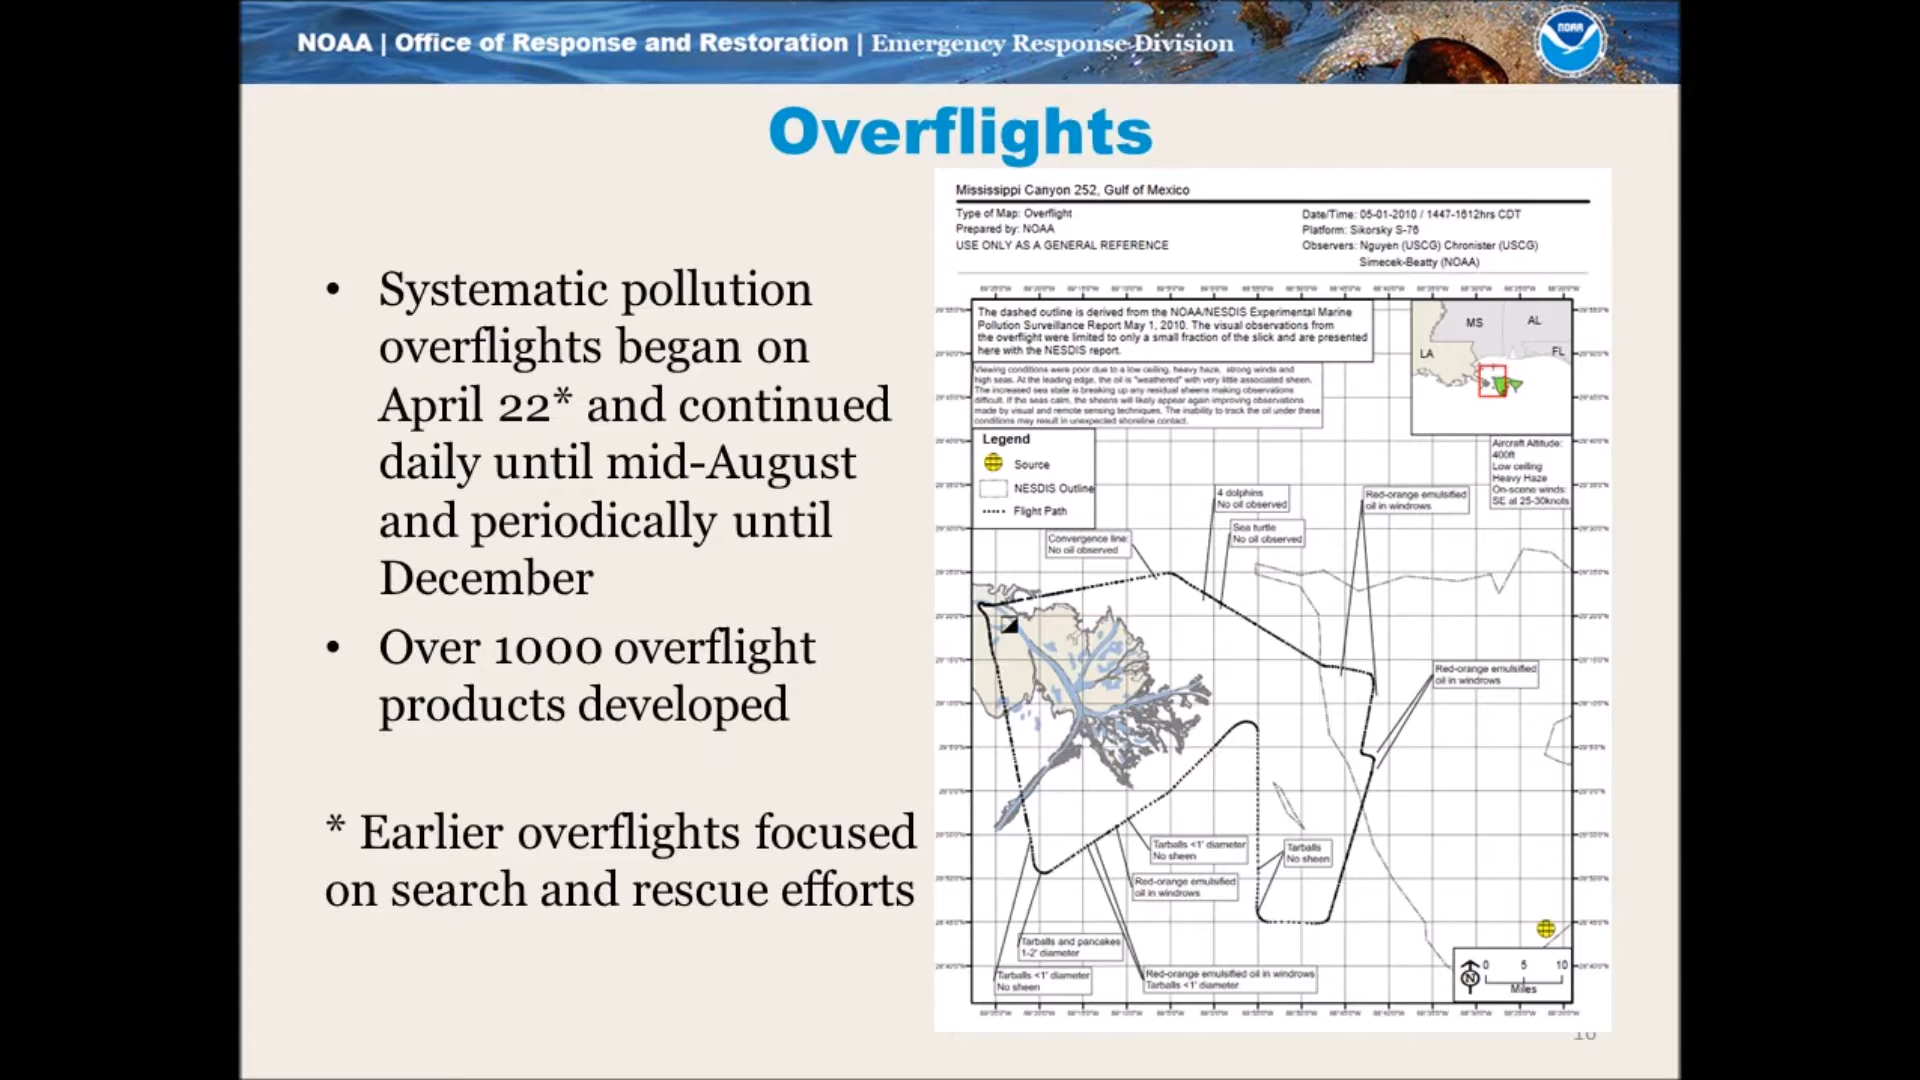 NOAA | Office of Response and Restoration | Emergency Response Division
NOAA
Overflights
• Systematic pollution
overflights began on
April 22* and continued
daily until mid-August
and periodically until
December
• Over 1000 overflight
products developed
* Earlier overflights focused
on search and rescue efforts
Mississippi Canyon 252, Gulf of Mexico
Type of Map: Overflight
Prepared by: NOAA
USE ONLY AS A GENERAL REFERENCE
Date/Time: 05-01-2010 / 1447-1612hrs CDT
Platform: Sikorsky S-76
Observers: Nguyen (USCG) Chronister (USCG)
Simecek-Beatty (NOAA)
The dashed outline is derived from the NOAA/NESDIS Experimental Marine
Pollution Surveillance Report May 1, 2010. The visual observations from
the overflight were limited to only a small fraction of the slick and are presented
here with the NESDIS report.
Viewing conditions were poor due to a low ceiling, heavy haze, strong winds and
high seas. At the leading edge, the oil is "weathered" with very little associated sheen.
The increased sea state is breaking up any residual sheens making observations
difficult. If the seas calm, the sheens will likely appear again improving observations
made by visual and remote sensing techniques. The inability to track the oil under these
conditions may result in unexpected shoreline contact.
MS
AL
LA
FL
Legend
Source
NESDIS Outline
Flight Path
Aircraft Altitude:
400ft
Low ceiling
Heavy Haze
On-scene winds:
SE at 25-30knots
4 dolphins
No oil observed
Red-orange emulsified
oil in windrows
Sea turtle
No oil observed
Convergence line:
No oil observed
Red-orange emulsified
oil in windrows
Tarballs <1' diameter
No sheen
Tarballs
No sheen
Red-orange emulsified
oil in windrows
Tarballs and pancakes
1-2' diameter
Tarballs <1' diameter
No sheen
Red-orange emulsified oil in windrows
Tarballs <1' diameter
N
0 5 10
Miles
16